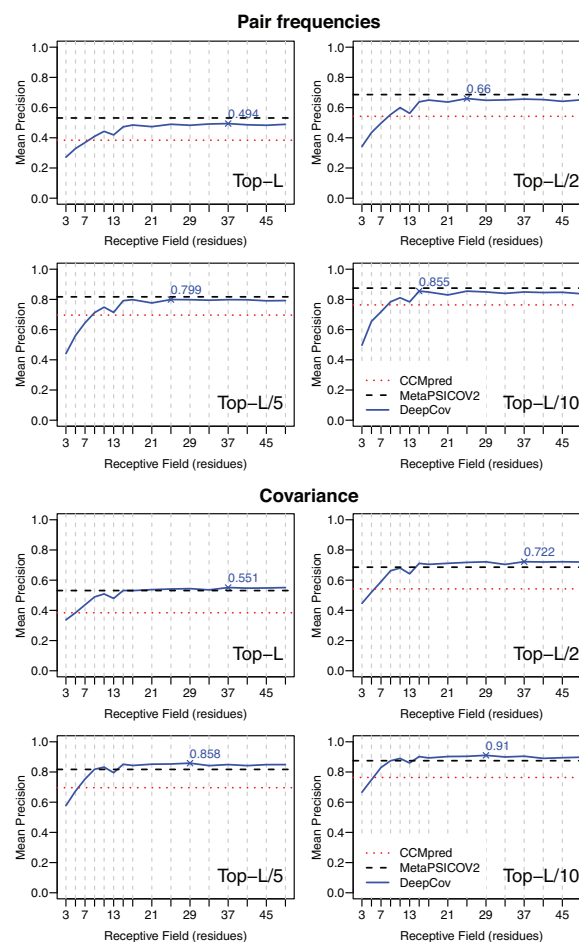 Pair frequencies
1.0
0.8
0.6
0.4
0.2
0.0
Mean Precision
0.494
Top−L
3 7 13 21 29 37 45
Receptive Field (residues)
1.0
0.8
0.6
0.4
0.2
0.0
Mean Precision
0.66
Top−L/2
3 7 13 21 29 37 45
Receptive Field (residues)
1.0
0.8
0.6
0.4
0.2
0.0
Mean Precision
0.799
Top−L/5
3 7 13 21 29 37 45
Receptive Field (residues)
1.0
0.8
0.6
0.4
0.2
0.0
Mean Precision
0.855
CCMpred
MetaPSICOV2
DeepCov
Top−L/10
3 7 13 21 29 37 45
Receptive Field (residues)
Covariance
1.0
0.8
0.6
0.4
0.2
0.0
Mean Precision
0.551
Top−L
3 7 13 21 29 37 45
Receptive Field (residues)
1.0
0.8
0.6
0.4
0.2
0.0
Mean Precision
0.722
Top−L/2
3 7 13 21 29 37 45
Receptive Field (residues)
1.0
0.8
0.6
0.4
0.2
0.0
Mean Precision
0.858
Top−L/5
3 7 13 21 29 37 45
Receptive Field (residues)
1.0
0.8
0.6
0.4
0.2
0.0
Mean Precision
0.91
CCMpred
MetaPSICOV2
DeepCov
Top−L/10
3 7 13 21 29 37 45
Receptive Field (residues)